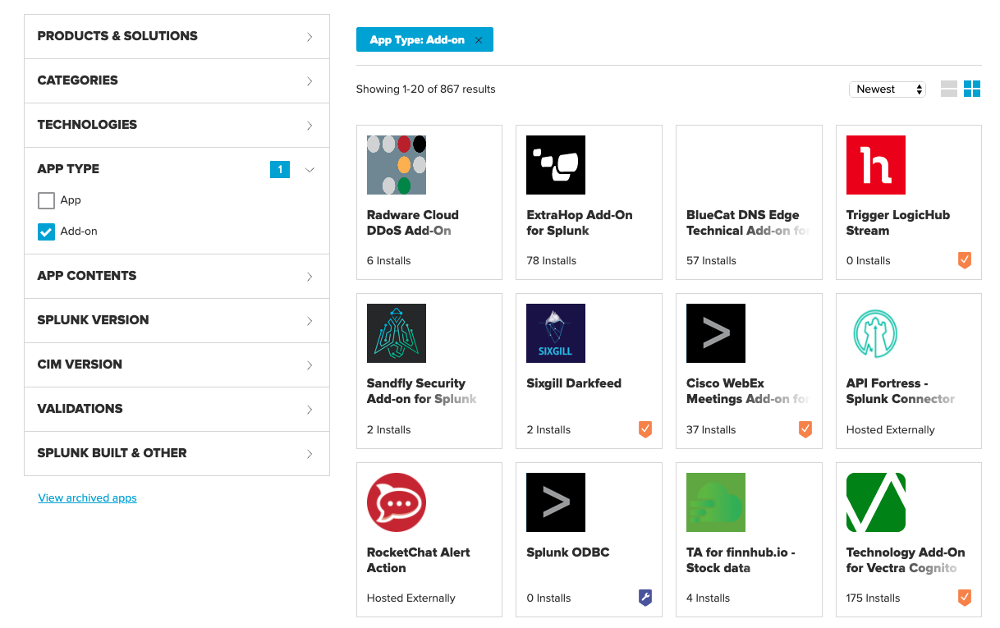 PRODUCTS & SOLUTIONS
CATEGORIES
TECHNOLOGIES
APP TYPE
1
App
Add-on
APP CONTENTS
SPLUNK VERSION
CIM VERSION
VALIDATIONS
SPLUNK BUILT & OTHER
View archived apps
App Type: Add-on ×
Showing 1-20 of 867 results
Newest
Radware Cloud
DDoS Add-On
6 Installs
ExtraHop Add-On
for Splunk
78 Installs
BlueCat DNS Edge
Technical Add-on for
57 Installs
h
Trigger LogicHub
Stream
0 Installs
Sandfly Security
Add-on for Splunk
2 Installs
SIXGILL
Sixgill Darkfeed
2 Installs
>
Cisco WebEx
Meetings Add-on for
37 Installs
API Fortress -
Splunk Connector
Hosted Externally
RocketChat Alert
Action
Hosted Externally
>
Splunk ODBC
0 Installs
TA for finnhub.io -
Stock data
4 Installs
Technology Add-On
for Vectra Cognito
175 Installs